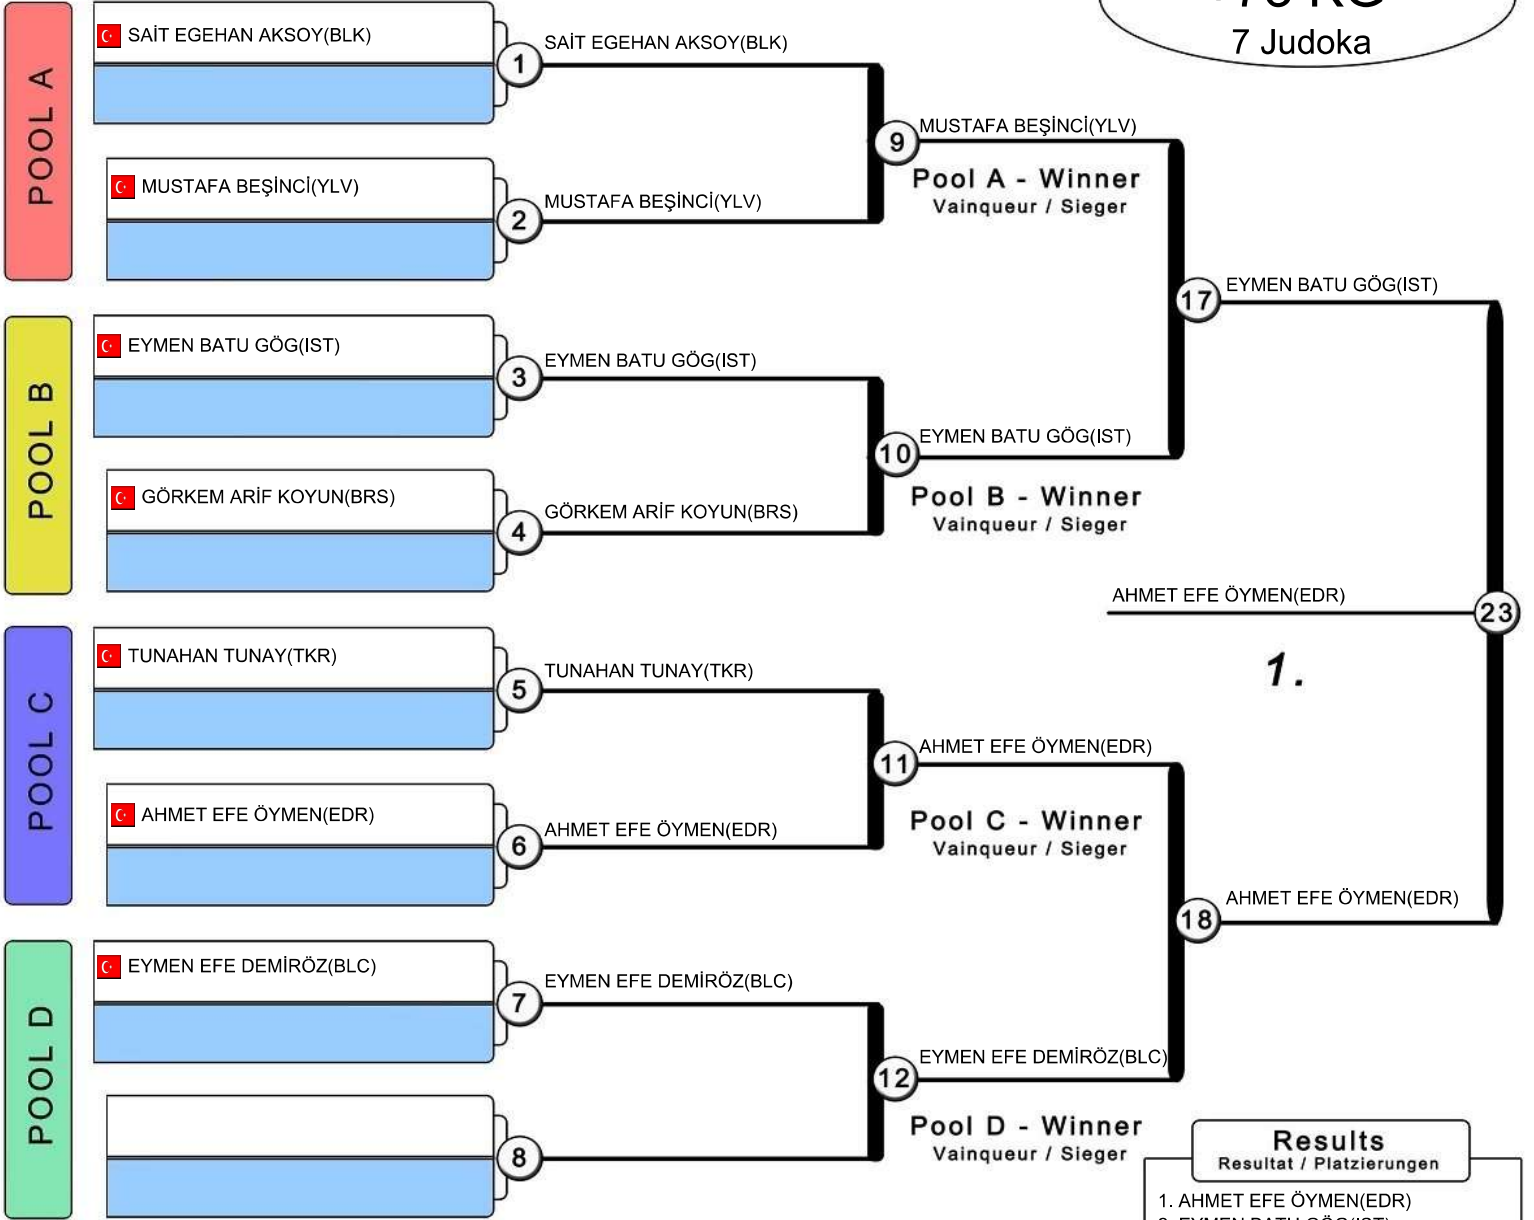 7 Judoka
POOL A
SAİT EGEHAN AKSOY(BLK)
1
SAİT EGEHAN AKSOY(BLK)
MUSTAFA BEŞİNCİ(YLV)
2
MUSTAFA BEŞİNCİ(YLV)
9
MUSTAFA BEŞİNCİ(YLV)
Pool A - Winner
Vainqueur / Sieger
POOL B
EYMEN BATU GÖG(IST)
3
EYMEN BATU GÖG(IST)
GÖRKEM ARİF KOYUN(BRS)
4
GÖRKEM ARİF KOYUN(BRS)
10
EYMEN BATU GÖG(IST)
Pool B - Winner
Vainqueur / Sieger
17
EYMEN BATU GÖG(IST)
AHMET EFE ÖYMEN(EDR)
23
1.
POOL C
TUNAHAN TUNAY(TKR)
5
TUNAHAN TUNAY(TKR)
AHMET EFE ÖYMEN(EDR)
6
AHMET EFE ÖYMEN(EDR)
11
AHMET EFE ÖYMEN(EDR)
Pool C - Winner
Vainqueur / Sieger
18
AHMET EFE ÖYMEN(EDR)
POOL D
EYMEN EFE DEMİRÖZ(BLC)
7
EYMEN EFE DEMİRÖZ(BLC)
8
12
EYMEN EFE DEMİRÖZ(BLC)
Pool D - Winner
Vainqueur / Sieger
Results
Resultat / Platzierungen
1. AHMET EFE ÖYMEN(EDR)
2. EYMEN BATU GÖG(IST)